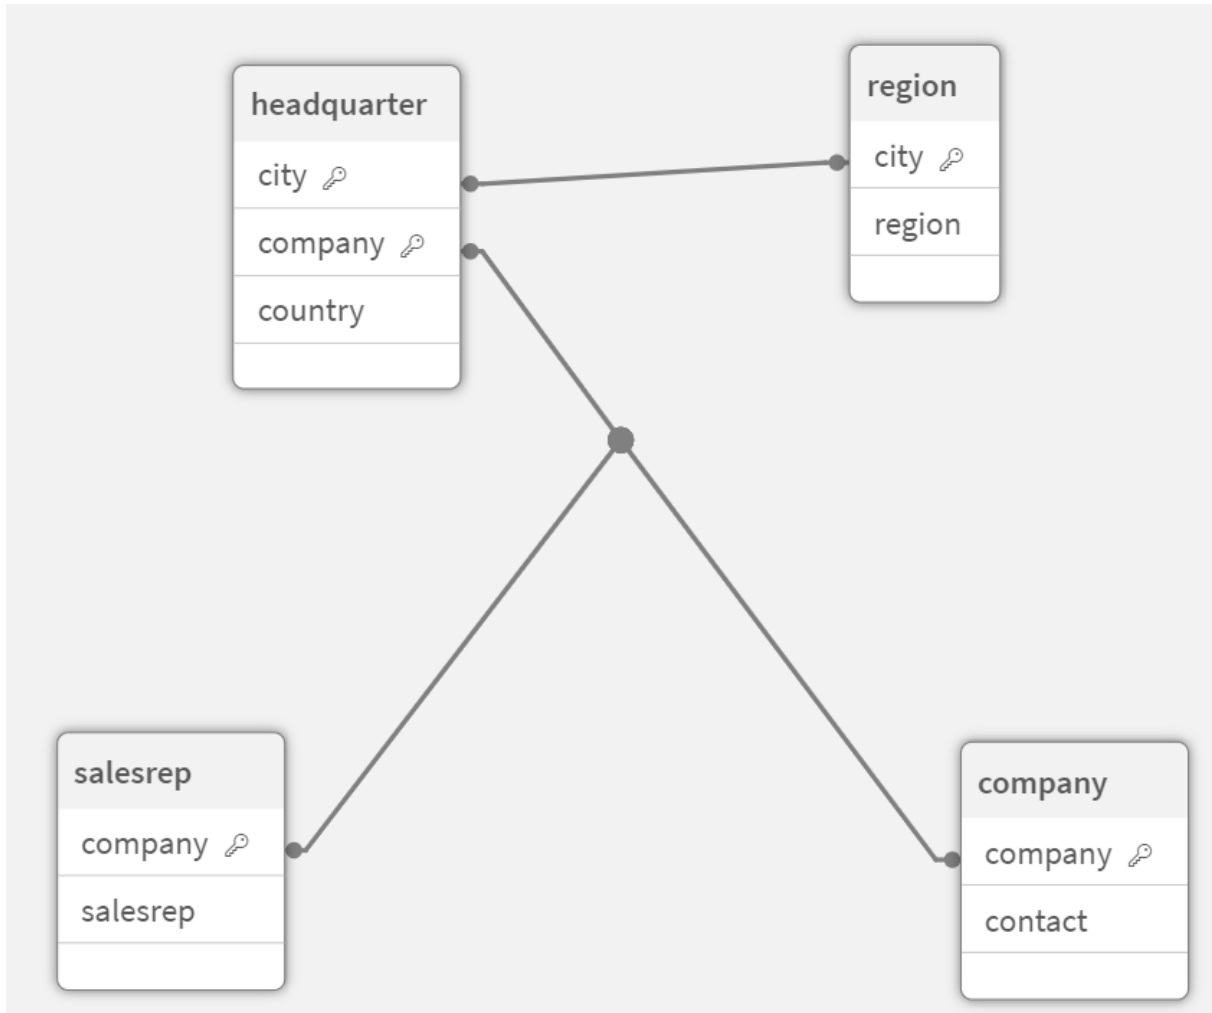 headquarter
city
company
country
region
city
region
salesrep
company
salesrep
company
company
contact